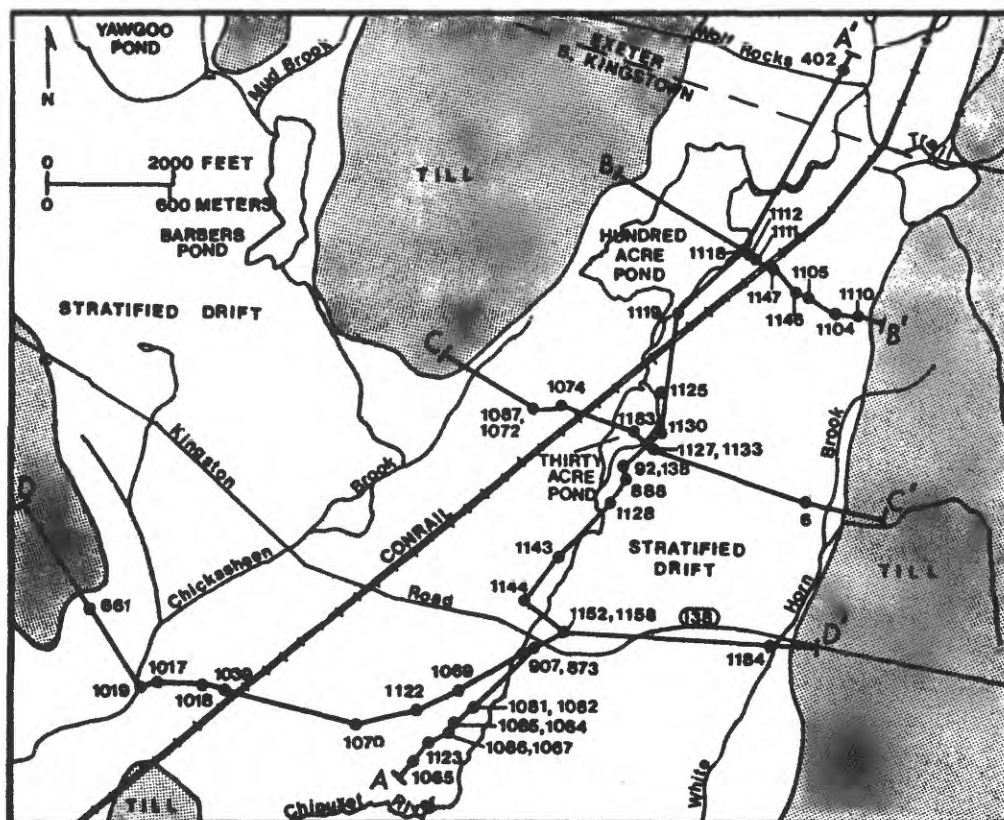 YAWGOO
POND
Mud Brook
N
0
2000 FEET
0
600 METERS
BARBERS
POND
STRATIFIED DRIFT
TILL
EXETER
S. KINGSTOWN
Wolf Rocks
402
A'
B
HUNDRED
ACRE
POND
1112
1111
1118
1147
1105
1146
1104
1110
B'
1119
C
1074
1087,
1072
1183
1125
1130
1127, 1133
THIRTY
ACRE
POND
92, 138
888
1128
6
C'
Brook
Kingston
Road
CONRAIL
Chickasheen
Brook
1143
STRATIFIED
DRIFT
TILL
Horn
1144
1152, 1158
138
D'
D
661
907, 873
1184
1017
1019
1018
1039
1069
1122
1070
1081, 1082
1065, 1064
1066, 1067
1123
1065
A
TILL
Chipuxet River
White